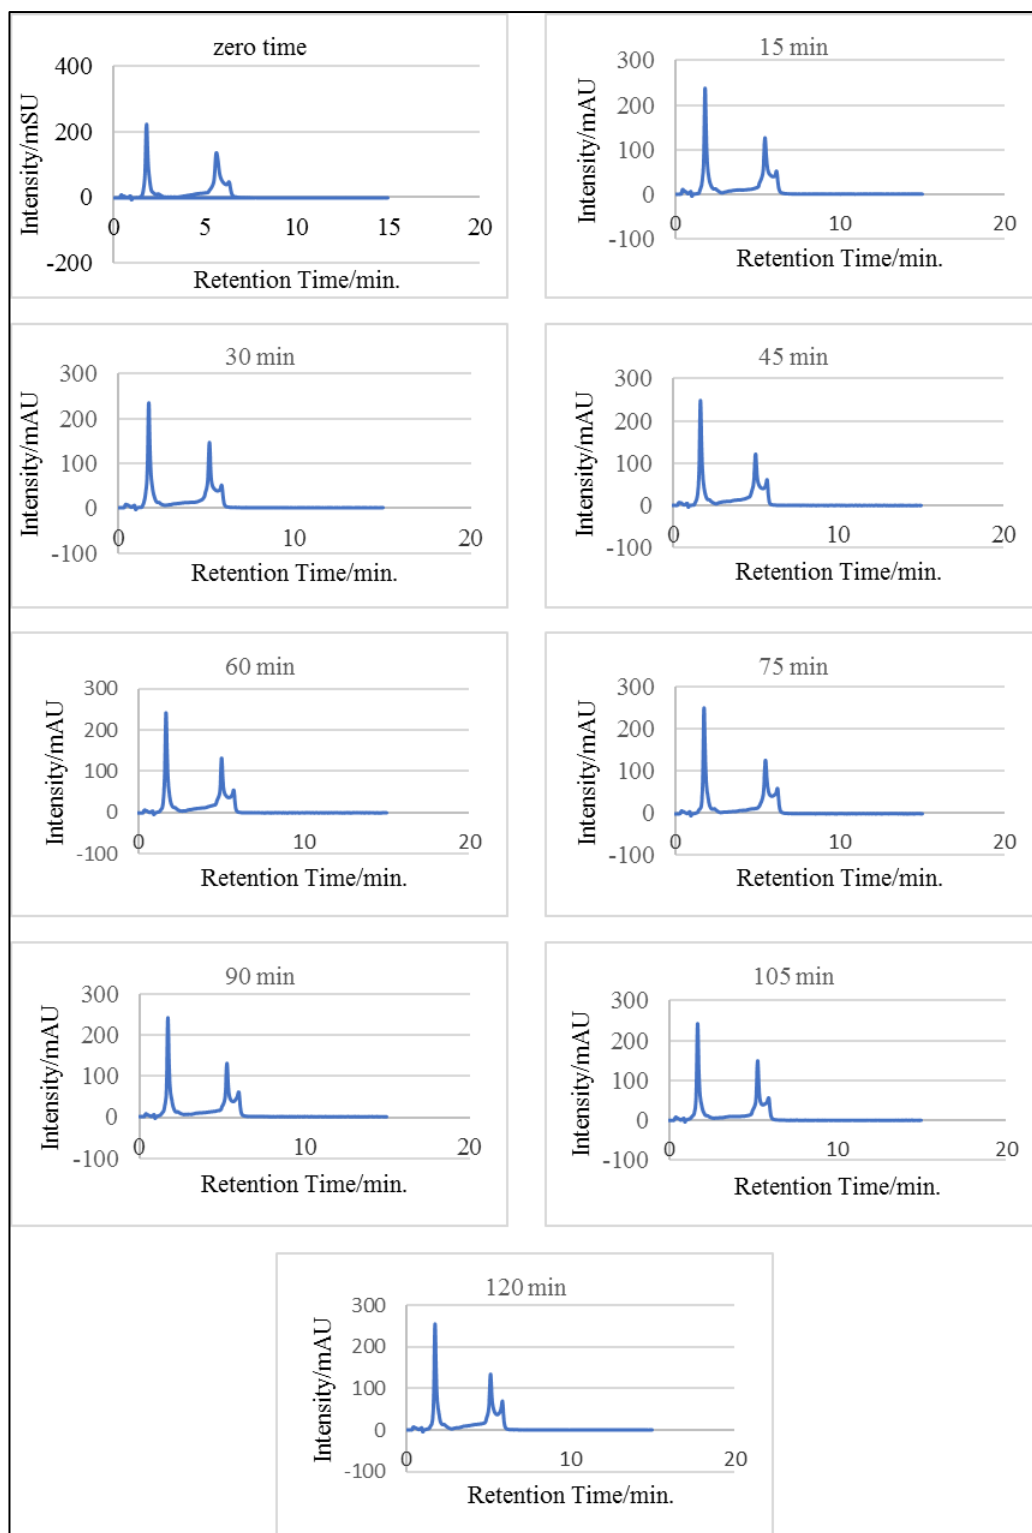 zero time
400
200
0
-200
0 5 10 15 20
Intensity/mSU
Retention Time/min.
15 min
300
200
100
0
-100
0 10 20
Intensity/mAU
Retention Time/min.
30 min
300
200
100
0
-100
0 10 20
Intensity/mAU
Retention Time/min.
45 min
300
200
100
0
-100
0 10 20
Intensity/mAU
Retention Time/min.
60 min
300
200
100
0
-100
0 10 20
Intensity/mAU
Retention Time/min.
75 min
300
200
100
0
-100
0 10 20
Intensity/mAU
Retention Time/min.
90 min
300
200
100
0
-100
0 10 20
Intensity/mAU
Retention Time/min.
105 min
300
200
100
0
-100
0 10 20
Intensity/mAU
Retention Time/min.
120 min
300
200
100
0
-100
0 10 20
Intensity/mAU
Retention Time/min.